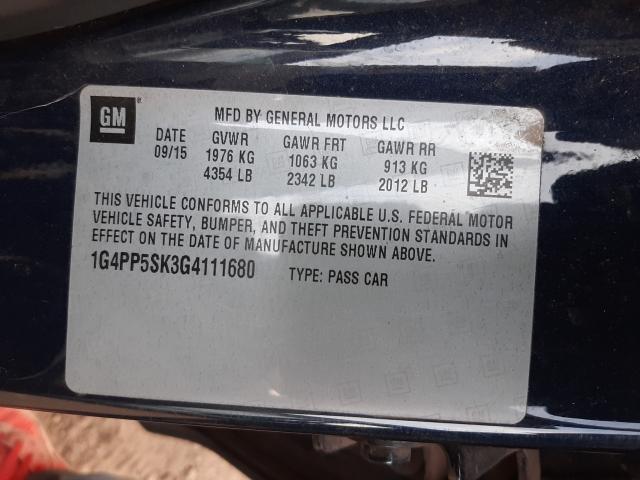 GM
MFD BY GENERAL MOTORS LLC
DATE GVWR GAWR FRT GAWR RR
09/15 1976 KG 1063 KG 913 KG
4354 LB 2342 LB 2012 LB
THIS VEHICLE CONFORMS TO ALL APPLICABLE U.S. FEDERAL MOTOR
VEHICLE SAFETY, BUMPER, AND THEFT PREVENTION STANDARDS IN
EFFECT ON THE DATE OF MANUFACTURE SHOWN ABOVE.
1G4PP5SK3G4111680 TYPE: PASS CAR